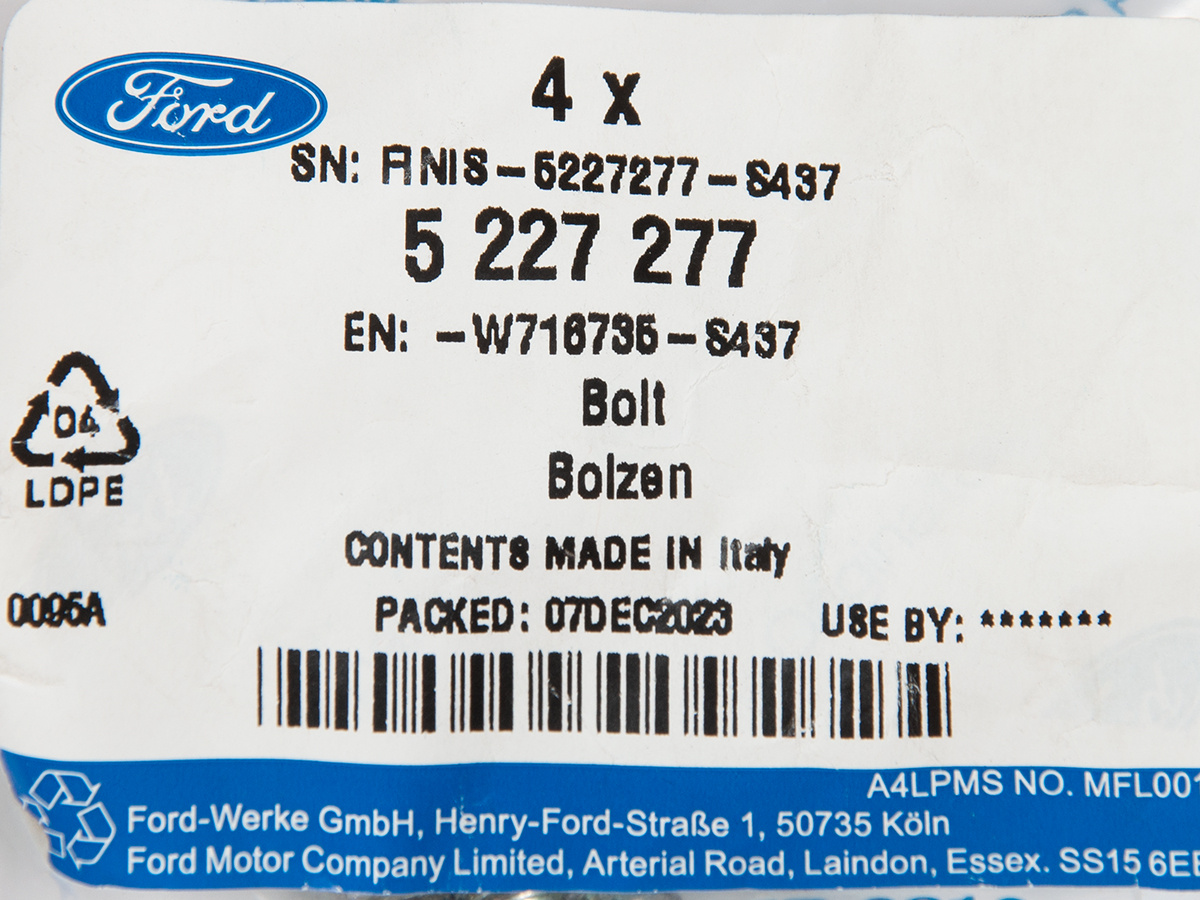 Ford
4 x
SN: FINIS-5227277-S437
5 227 277
EN: -W716735-S437
Bolt
Bolzen
04
LDPE
CONTENTS MADE IN Italy
0095A
PACKED: 07DEC2023
USE BY: *******
A4LPMS NO. MFL001
Ford-Werke GmbH, Henry-Ford-Straße 1, 50735 Köln
Ford Motor Company Limited, Arterial Road, Laindon, Essex. SS15 6EE